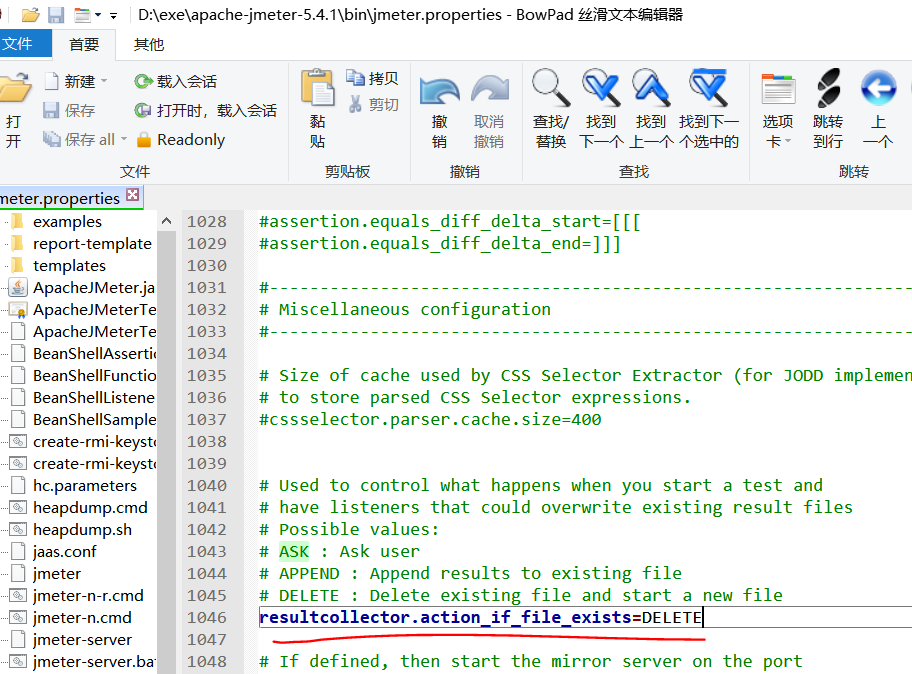 D:\exe\apache-jmeter-5.4.1\bin\jmeter.properties - BowPad 丝滑文本编辑器
文件 首要 其他
打开
新建
保存
保存 all
载入会话
打开时，载入会话
Readonly
文件
黏贴
拷贝
剪切
剪贴板
撤销
取消撤销
撤销
查找/替换
找到下一个
找到上一个
找到下一个选中的
查找
选项卡
跳转到行
上一个
跳转
meter.properties
examples
report-template
templates
ApacheJMeter.ja
ApacheJMeterTe
ApacheJMeterTe
BeanShellAssertic
BeanShellFunctio
BeanShellListene
BeanShellSample
create-rmi-keysto
create-rmi-keysto
hc.parameters
heapdump.cmd
heapdump.sh
jaas.conf
jmeter
jmeter-n-r.cmd
jmeter-n.cmd
jmeter-server
jmeter-server.bat
1028 #assertion.equals_diff_delta_start=[[[
1029 #assertion.equals_diff_delta_end=]]]
1030
1031 #---------------------------------------------------------------------
1032 # Miscellaneous configuration
1033 #---------------------------------------------------------------------
1034
1035 # Size of cache used by CSS Selector Extractor (for JODD implemen
1036 # to store parsed CSS Selector expressions.
1037 #cssselector.parser.cache.size=400
1038
1039
1040 # Used to control what happens when you start a test and
1041 # have listeners that could overwrite existing result files
1042 # Possible values:
1043 # ASK : Ask user
1044 # APPEND : Append results to existing file
1045 # DELETE : Delete existing file and start a new file
1046 resultcollector.action_if_file_exists=DELETE
1047
1048 # If defined, then start the mirror server on the port